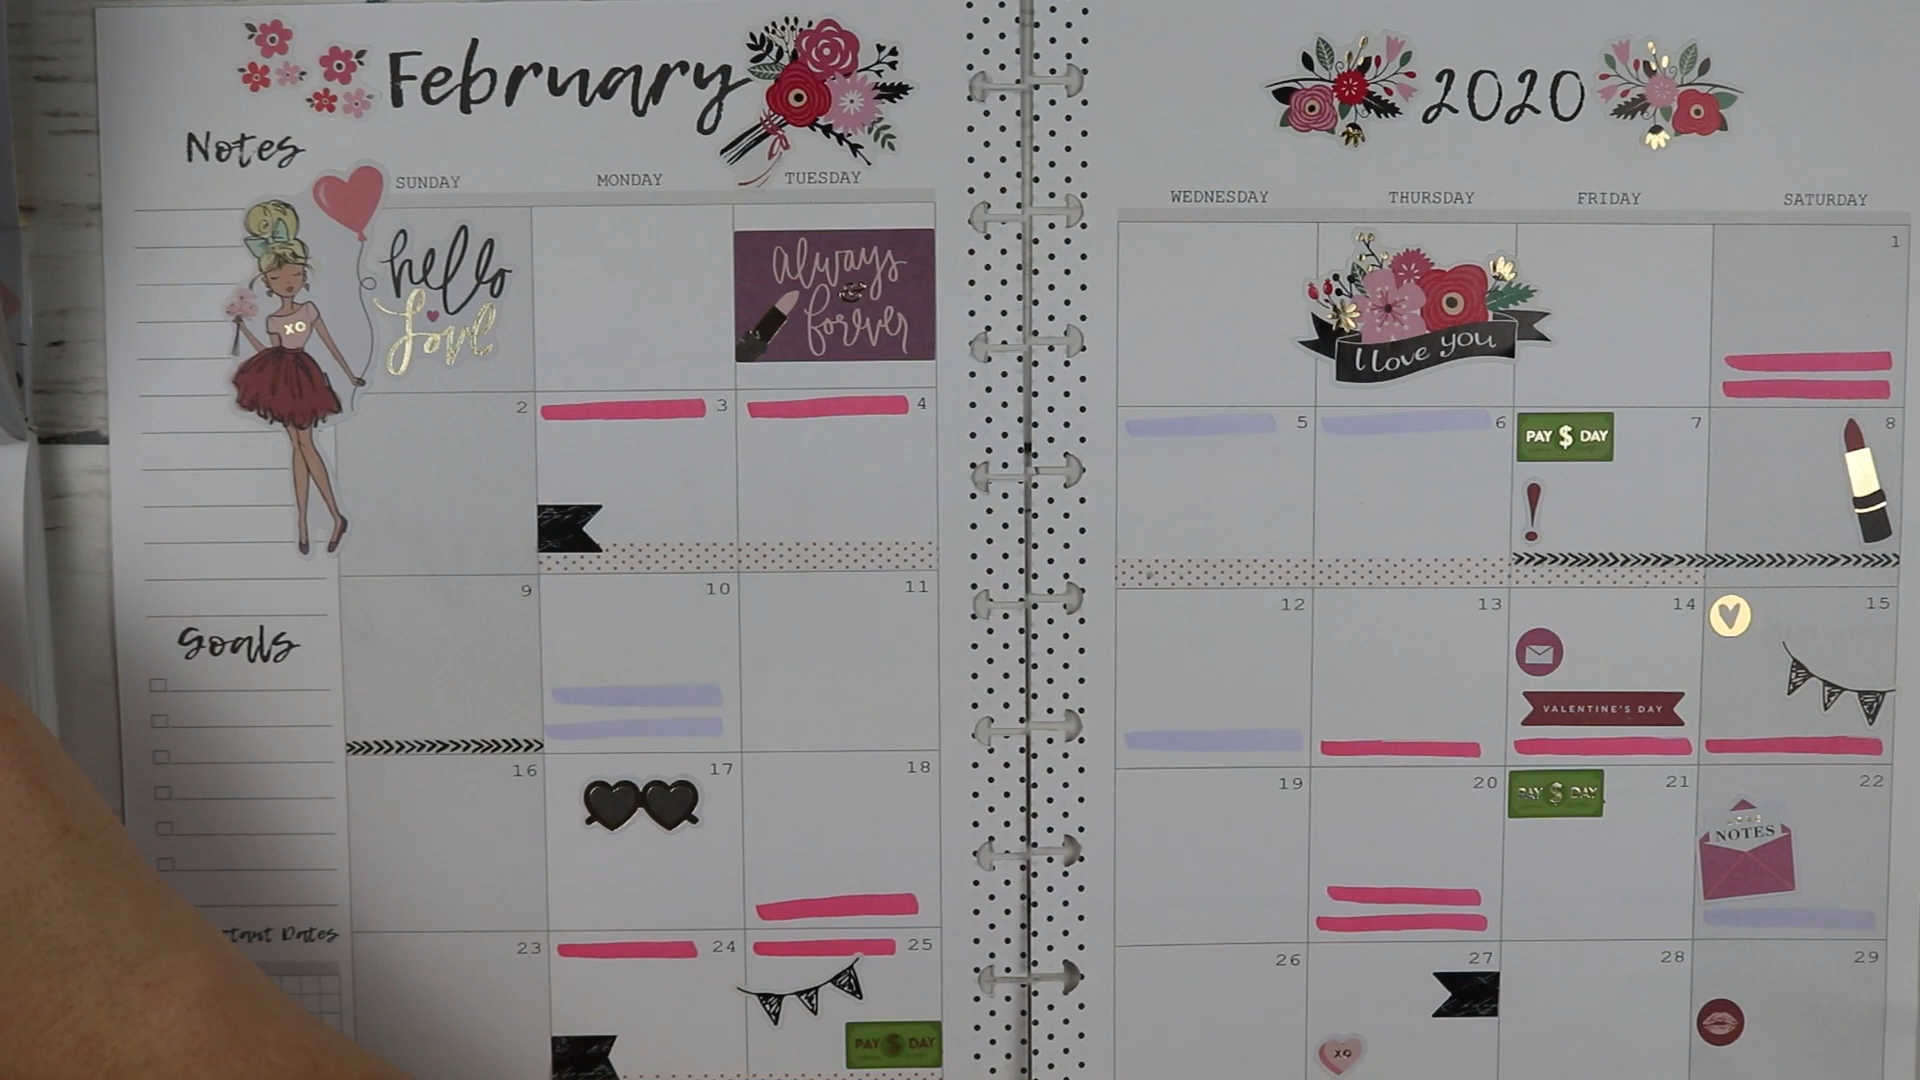 February
2020
Notes
SUNDAY MONDAY TUESDAY
WEDNESDAY THURSDAY FRIDAY SATURDAY
XO
hello
love
always
&
forever
I love you
1
2 3 4
5 6 7 8
PAY $ DAY
!
9 10 11
12 13 14 15
VALENTINE'S DAY
Goals
16 17 18
19 20 21 22
PAY $ DAY
LOVE
NOTES
tant Dates
23 24 25
26 27 28 29
PAY $ DAY
XO